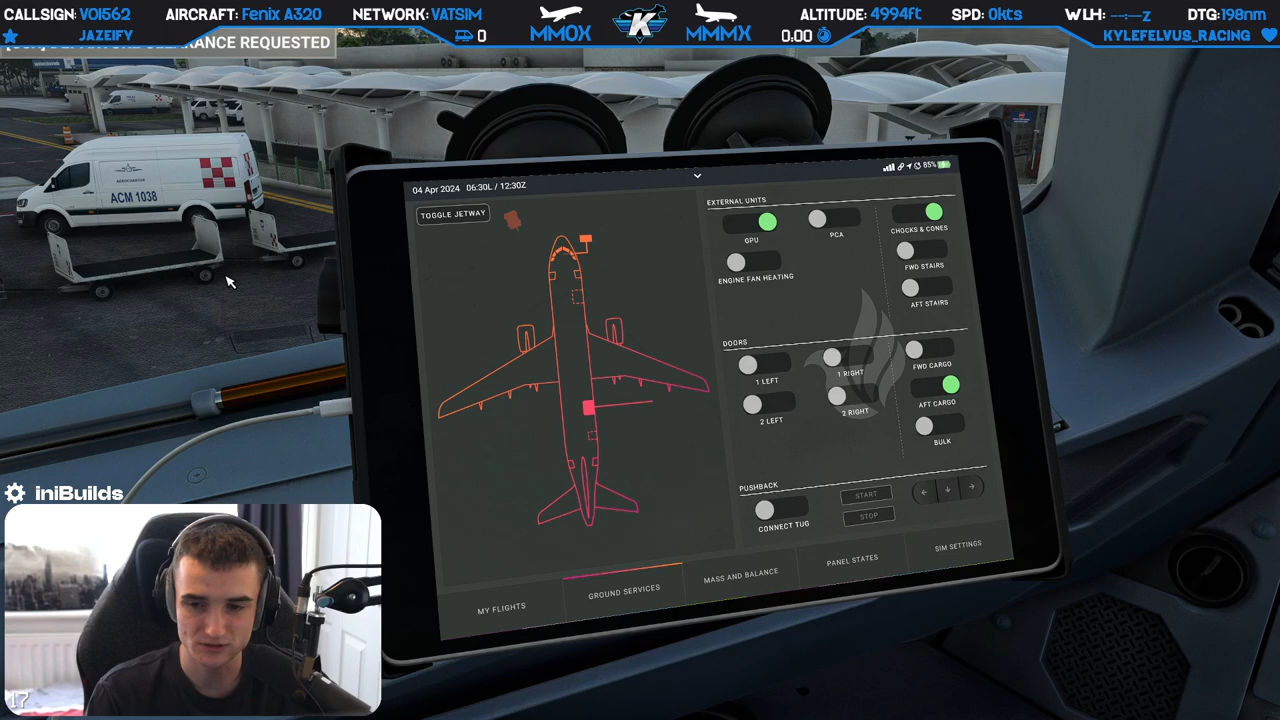 CALLSIGN: VOI562 AIRCRAFT: Fenix A320 NETWORK: VATSIM ALTITUDE: 4994ft SPD: 0kts WLH: --:--z DTG:198nm
JAZEIFY 0 MMOX K MMMX 0.00 KYLEFELVUS_RACING
DEPARTURE CLEARANCE REQUESTED
ACM 1038
04 Apr 2024 06:30L / 12:30Z 85%
TOGGLE JETWAY
EXTERNAL UNITS
GPU
PCA
CHOCKS & CONES
ENGINE FAN HEATING
FWD STAIRS
AFT STAIRS
DOORS
1 LEFT
1 RIGHT
FWD CARGO
2 LEFT
2 RIGHT
AFT CARGO
BULK
PUSHBACK
CONNECT TUG
START
STOP
MY FLIGHTS
GROUND SERVICES
MASS AND BALANCE
PANEL STATES
SIM SETTINGS
iniBuilds
17